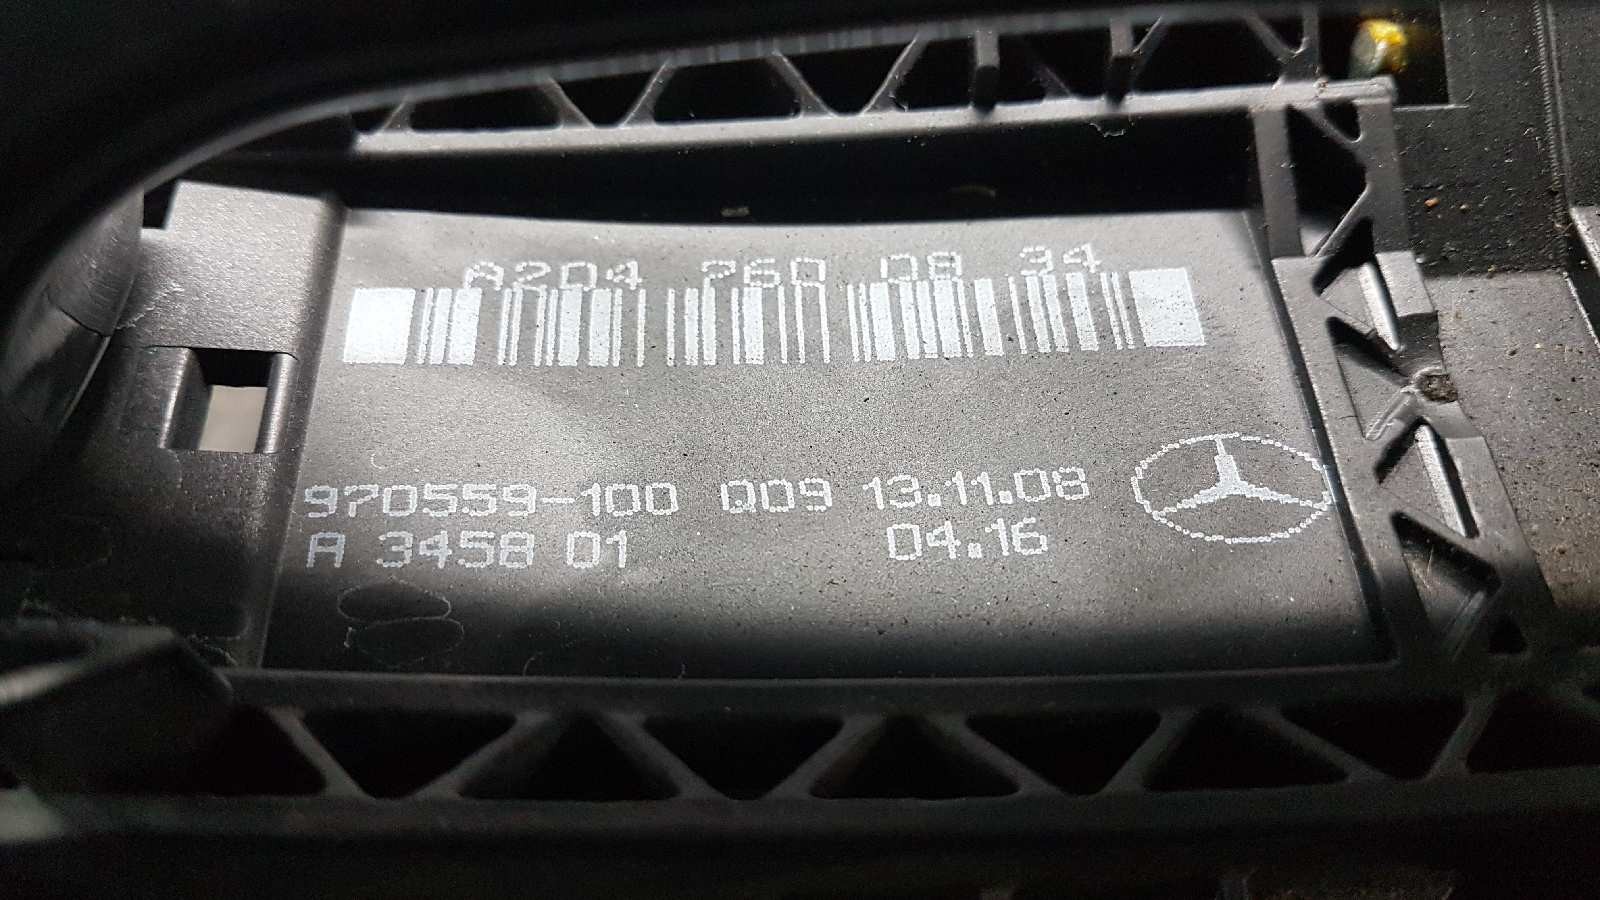 A204 760 08 34
970559-100 Q09 13.11.08
A 3458 01 04.16